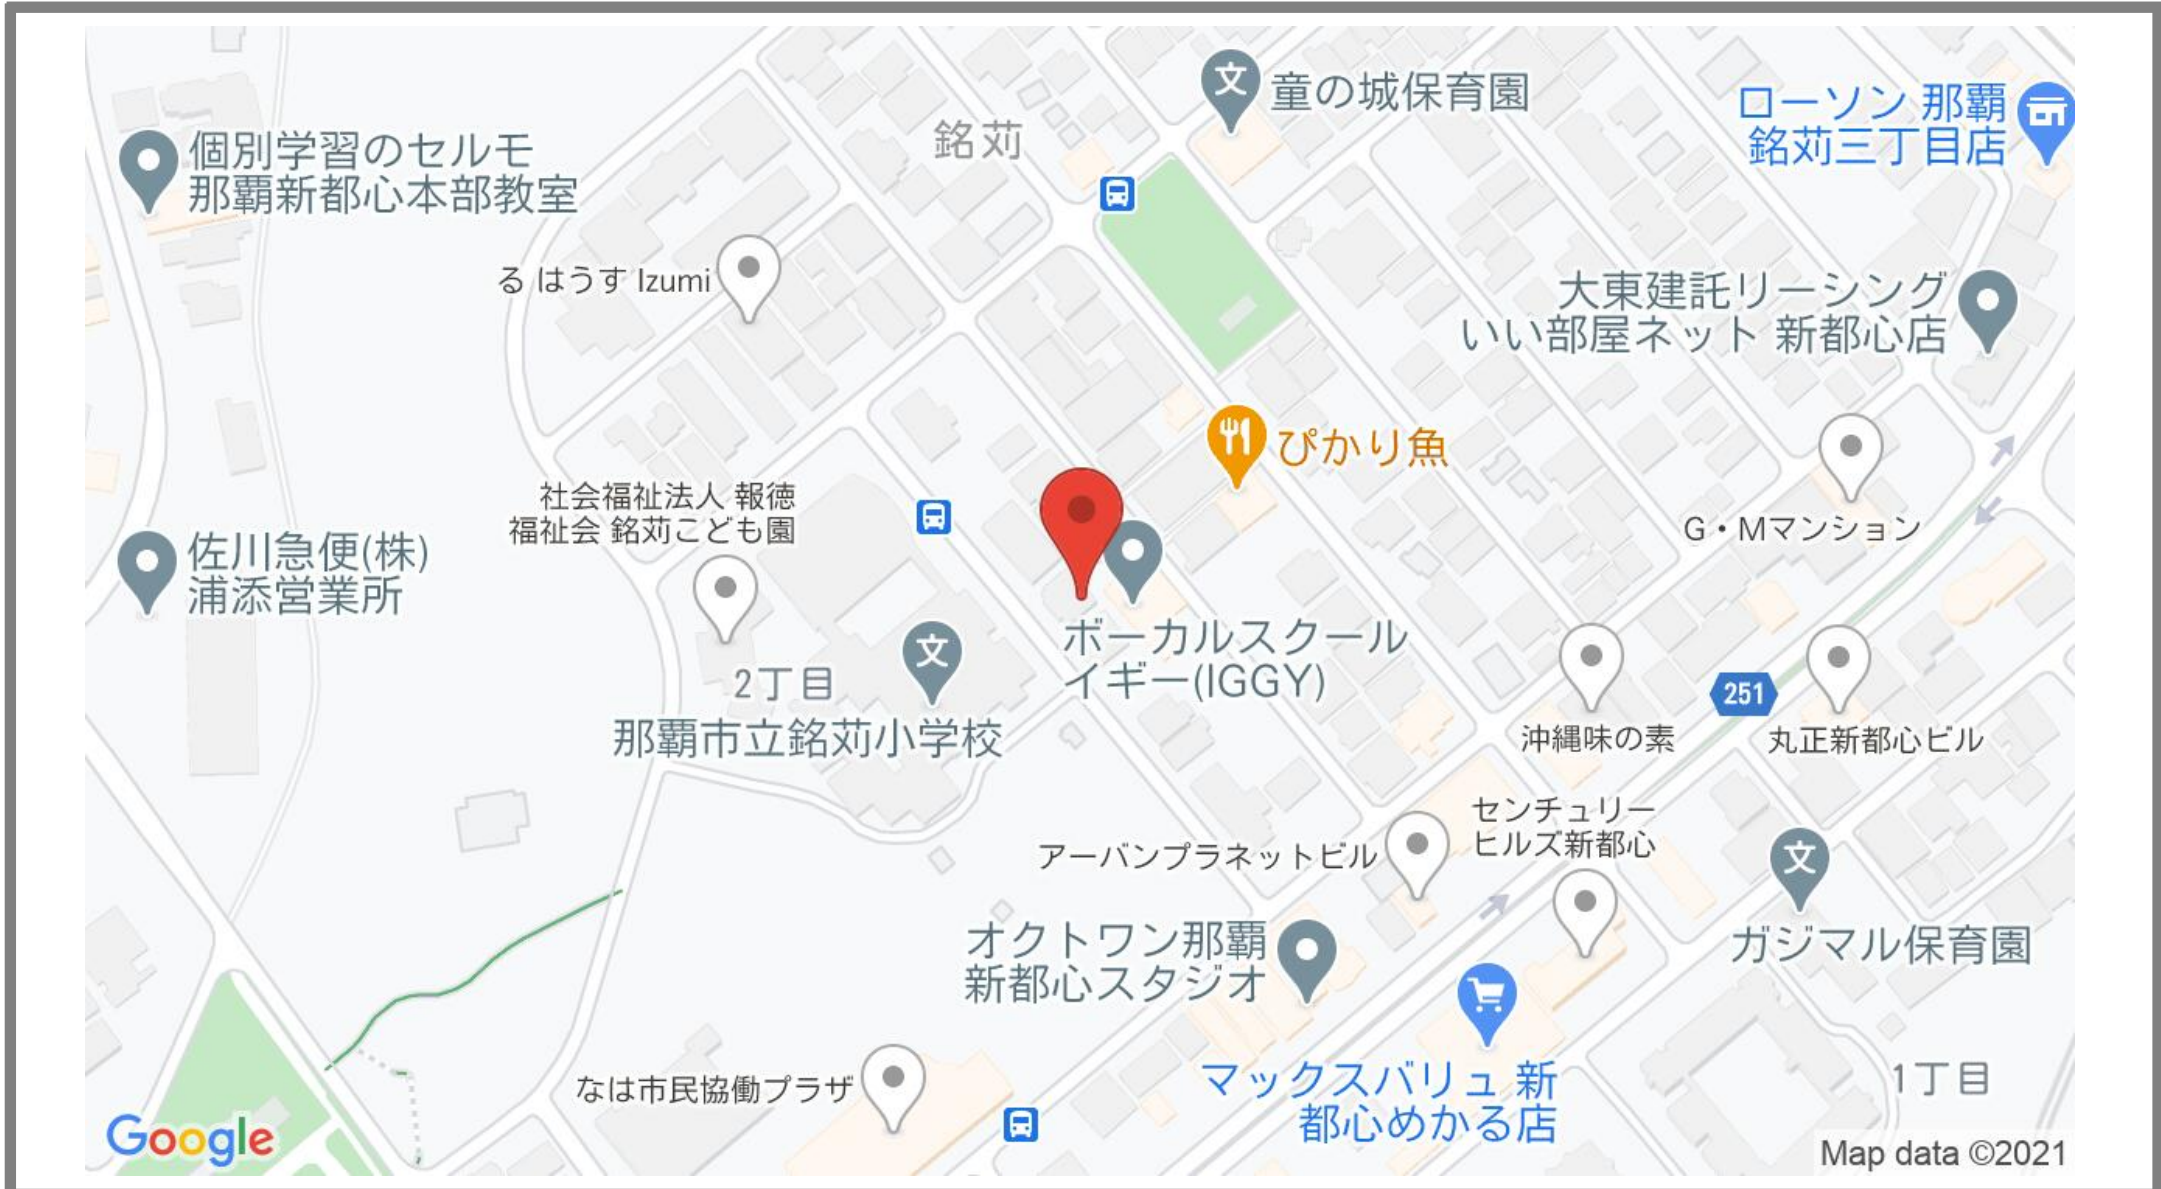 童の城保育園
ローソン 那覇
銘苅三丁目店
銘苅
個別学習のセルモ
那覇新都心本部教室
る はうす Izumi
大東建託リーシング
いい部屋ネット 新都心店
ぴかり魚
社会福祉法人 報徳
福祉会 銘苅こども園
G・Mマンション
佐川急便(株)
浦添営業所
ボーカルスクール
イギー(IGGY)
2丁目
那覇市立銘苅小学校
251
沖縄味の素
丸正新都心ビル
センチュリー
ヒルズ新都心
アーバンプラネットビル
オクトワン那覇
新都心スタジオ
ガジマル保育園
マックスバリュ 新
都心めかる店
なは市民協働プラザ
1丁目
Google
Map data ©2021
文
文
文